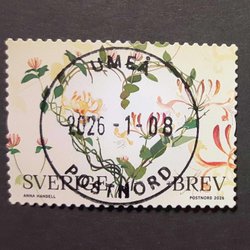 UMEÅ
2026-1-08
POSTNORD
SVERIGE BREV
ANNA HANDELL POSTNORD 2026